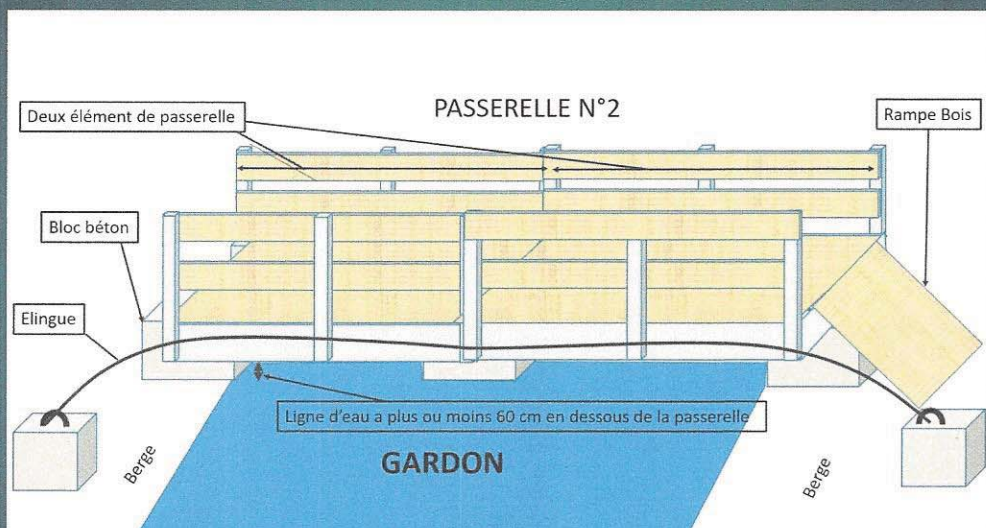 PASSERELLE N°2
Deux élément de passerelle
Rampe Bois
Bloc béton
Elingue
Ligne d'eau a plus ou moins 60 cm en dessous de la passerelle
GARDON
Berge
Berge